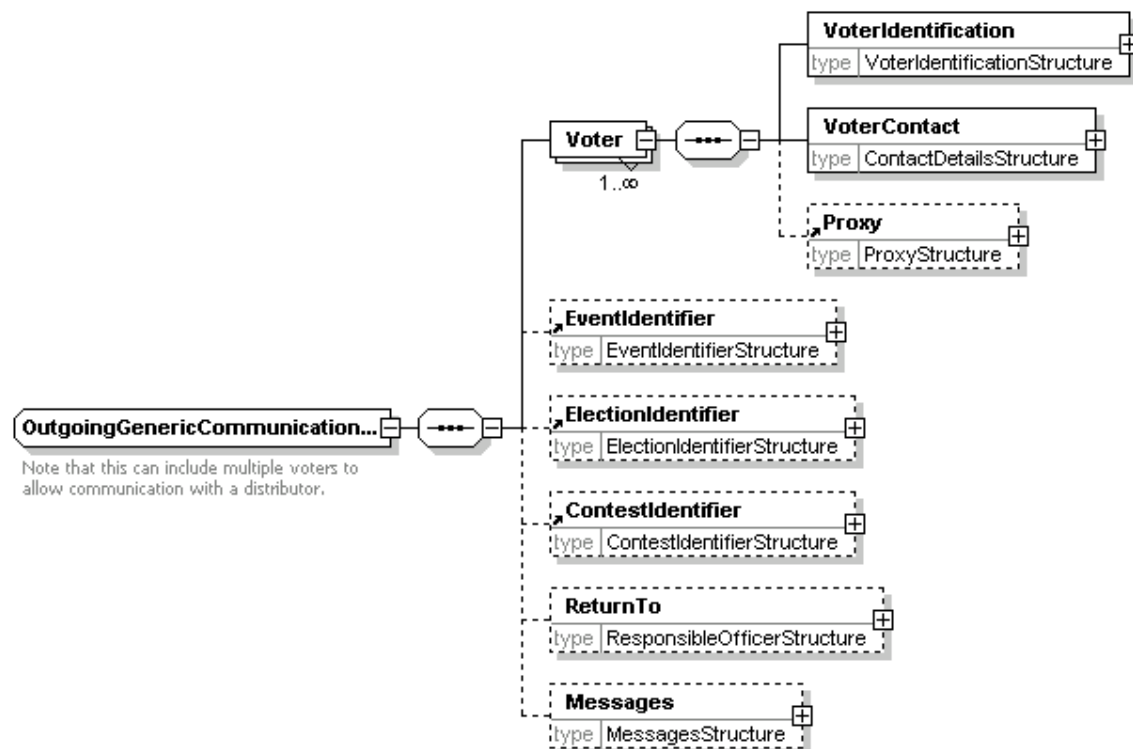 VoterIdentification
type VoterIdentificationStructure
VoterContact
type ContactDetailsStructure
Voter
1..∞
Proxy
type ProxyStructure
EventIdentifier
type EventIdentifierStructure
ElectionIdentifier
type ElectionIdentifierStructure
OutgoingGenericCommunication...
Note that this can include multiple voters to
allow communication with a distributor.
ContestIdentifier
type ContestIdentifierStructure
ReturnTo
type ResponsibleOfficerStructure
Messages
type MessagesStructure